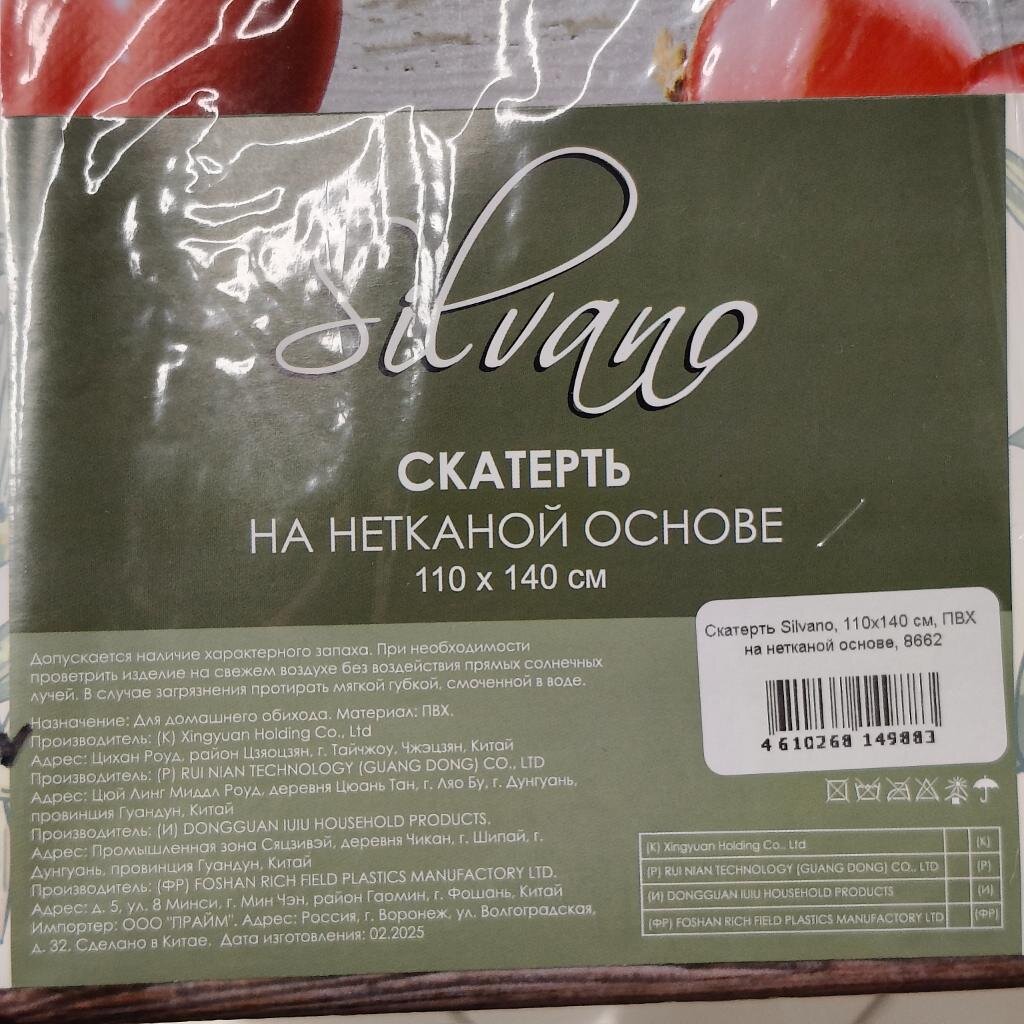 Silvano
СКАТЕРТЬ
НА НЕТКАНОЙ ОСНОВЕ
110 х 140 см
Допускается наличие характерного запаха. При необходимости
проветрить изделие на свежем воздухе без воздействия прямых солнечных
лучей. В случае загрязнения протирать мягкой губкой, смоченной в воде.
Назначение: Для домашнего обихода. Материал: ПВХ.
Производитель: (К) Xingyuan Holding Co., Ltd
Адрес: Цихан Роуд, район Цзяоцзян, г. Тайчжоу, Чжэцзян, Китай
Производитель: (Р) RUI NIAN TECHNOLOGY (GUANG DONG) CO., LTD
Адрес: Цюй Линг Миддл Роуд, деревня Цюань Тан, г. Ляо Бу, г. Дунгуань,
провинция Гуандун, Китай
Производитель: (И) DONGGUAN IUIU HOUSEHOLD PRODUCTS.
Адрес: Промышленная зона Сяцзивэй, деревня Чикан, г. Шипай, г.
Дунгуань, провинция Гуандун, Китай
Производитель: (ФР) FOSHAN RICH FIELD PLASTICS MANUFACTORY LTD.
Адрес: д. 5, ул. 8 Минси, г. Мин Чэн, район Гаомин, г. Фошань, Китай
Импортер: ООО "ПРАЙМ". Адрес: Россия, г. Воронеж, ул. Волгоградская,
д. 32. Сделано в Китае. Дата изготовления: 02.2025
Скатерть Silvano, 110х140 см, ПВХ
на нетканой основе, 8662
4 610268 149883
(К) Xingyuan Holding Co., Ltd (К)
(Р) RUI NIAN TECHNOLOGY (GUANG DONG) CO., LTD (Р)
(И) DONGGUAN IUIU HOUSEHOLD PRODUCTS (И)
(ФР) FOSHAN RICH FIELD PLASTICS MANUFACTORY LTD (ФР)